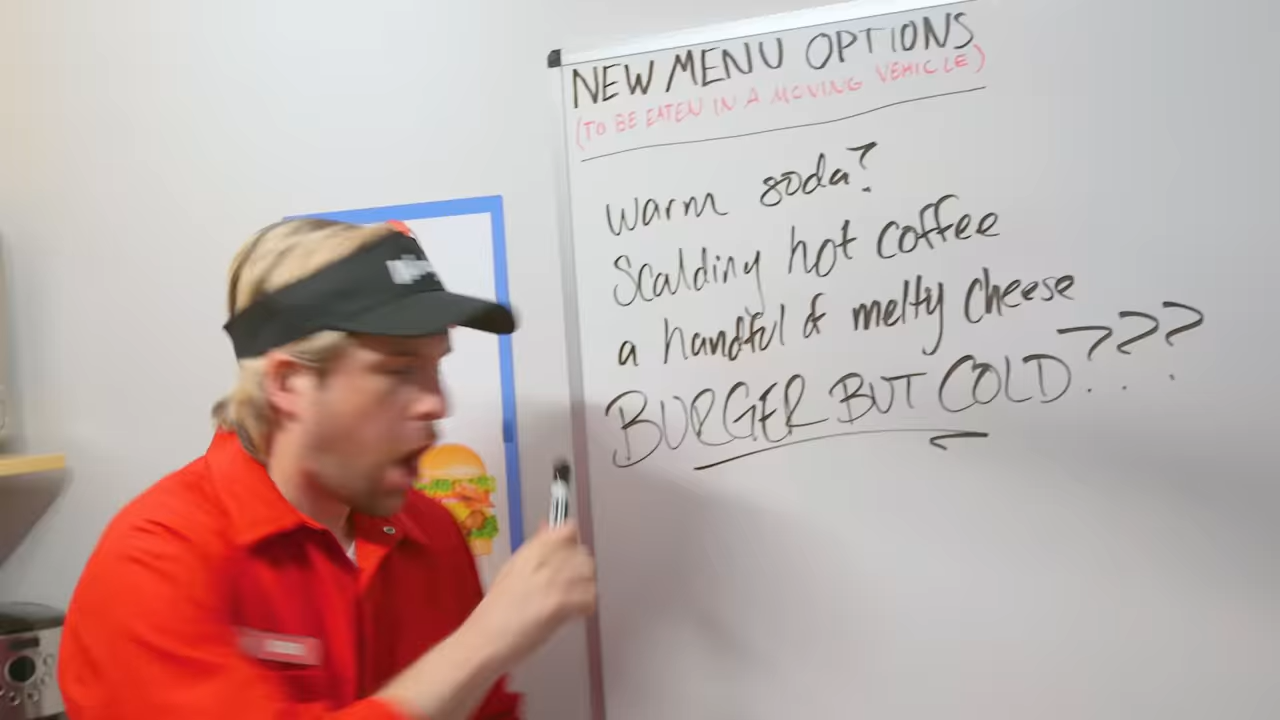 NEW MENU OPTIONS
(TO BE EATEN IN A MOVING VEHICLE)
warm soda?
Scalding hot coffee
a handful of melty cheese
BURGER BUT COLD???